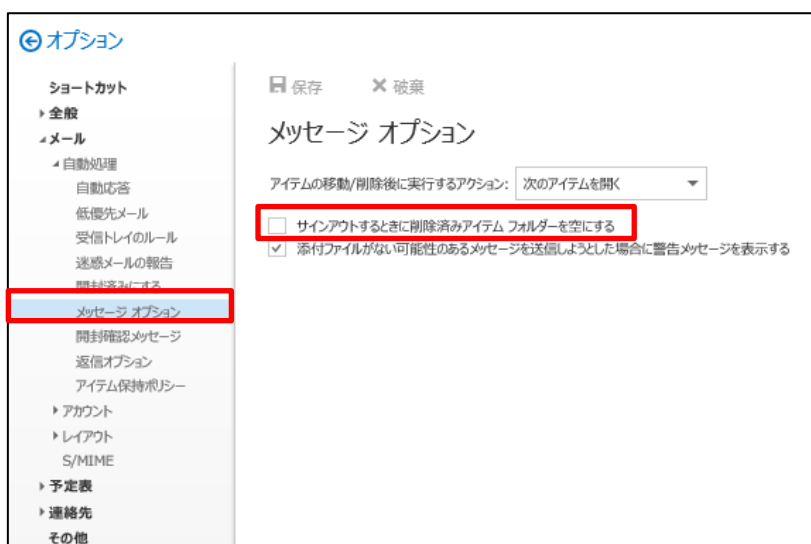 オプション
ショートカット
全般
メール
自動処理
自動応答
低優先メール
受信トレイのルール
迷惑メールの報告
開封済みにする
メッセージ オプション
開封確認メッセージ
返信オプション
アイテム保持ポリシー
アカウント
レイアウト
S/MIME
予定表
連絡先
その他
保存 破棄
メッセージ オプション
アイテムの移動/削除後に実行するアクション: 次のアイテムを開く
サインアウトするときに削除済みアイテム フォルダーを空にする
添付ファイルがない可能性のあるメッセージを送信しようとした場合に警告メッセージを表示する